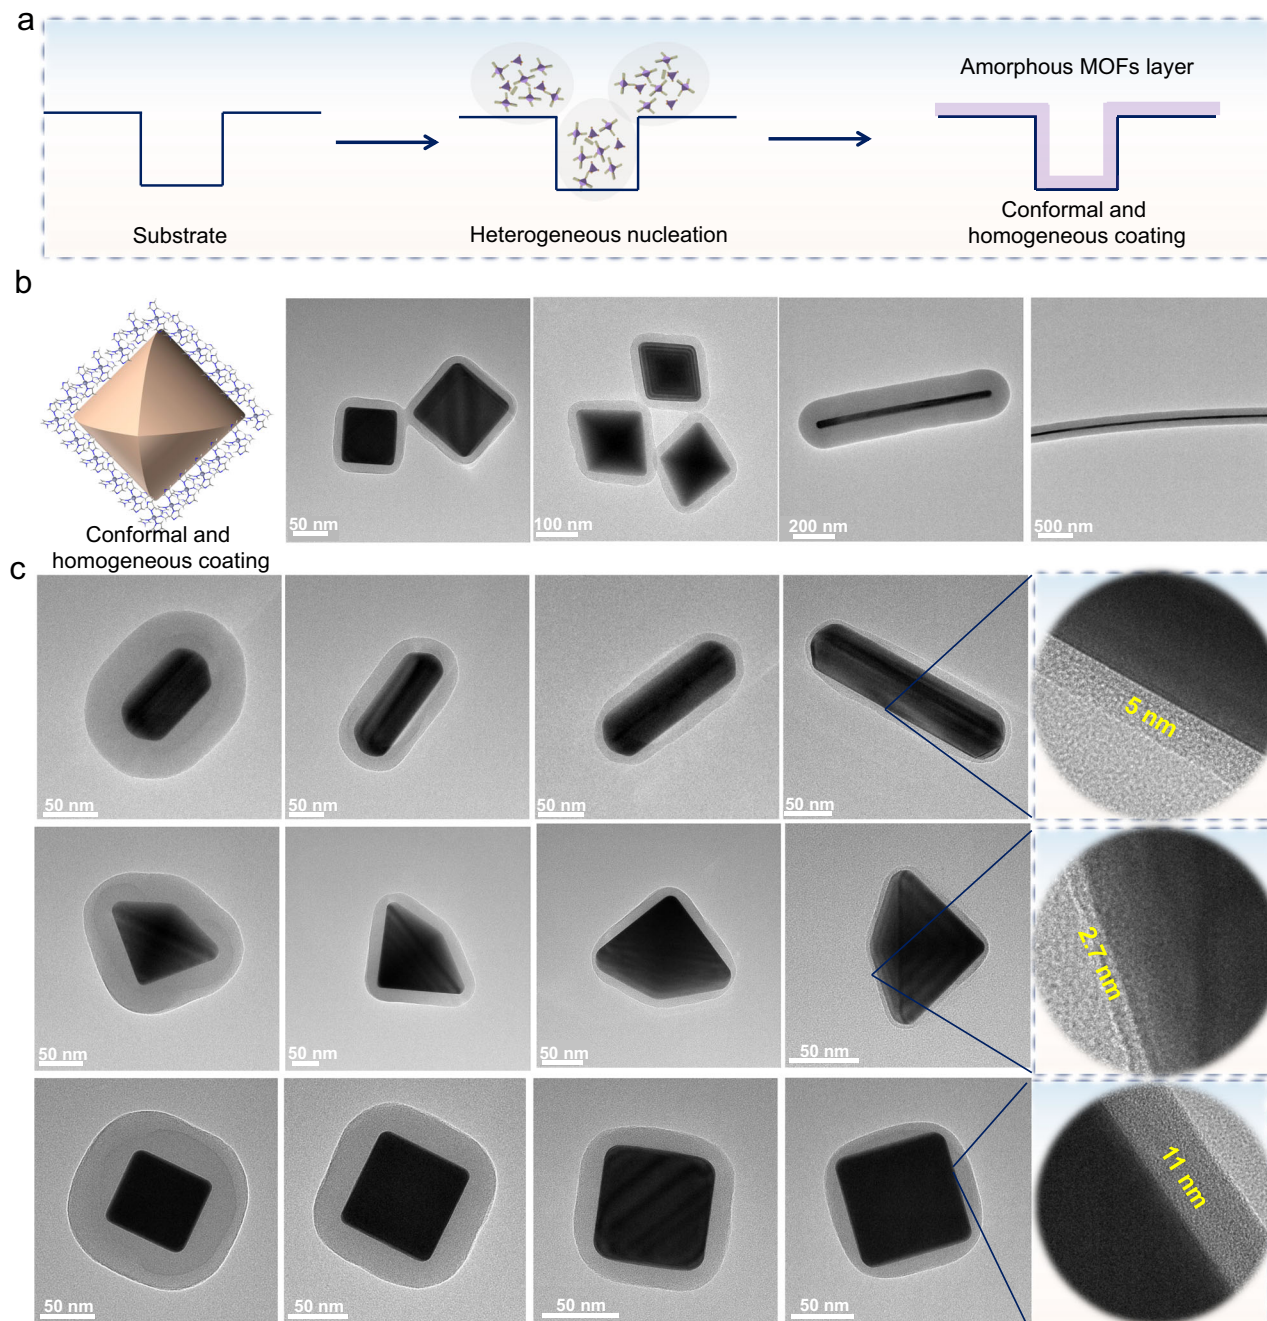 a
Amorphous MOFs layer
Substrate
Heterogeneous nucleation
Conformal and
homogeneous coating
b
Conformal and
homogeneous coating
50 nm
100 nm
200 nm
500 nm
c
50 nm
50 nm
50 nm
50 nm
5 nm
50 nm
50 nm
50 nm
50 nm
2.7 nm
50 nm
50 nm
50 nm
50 nm
11 nm